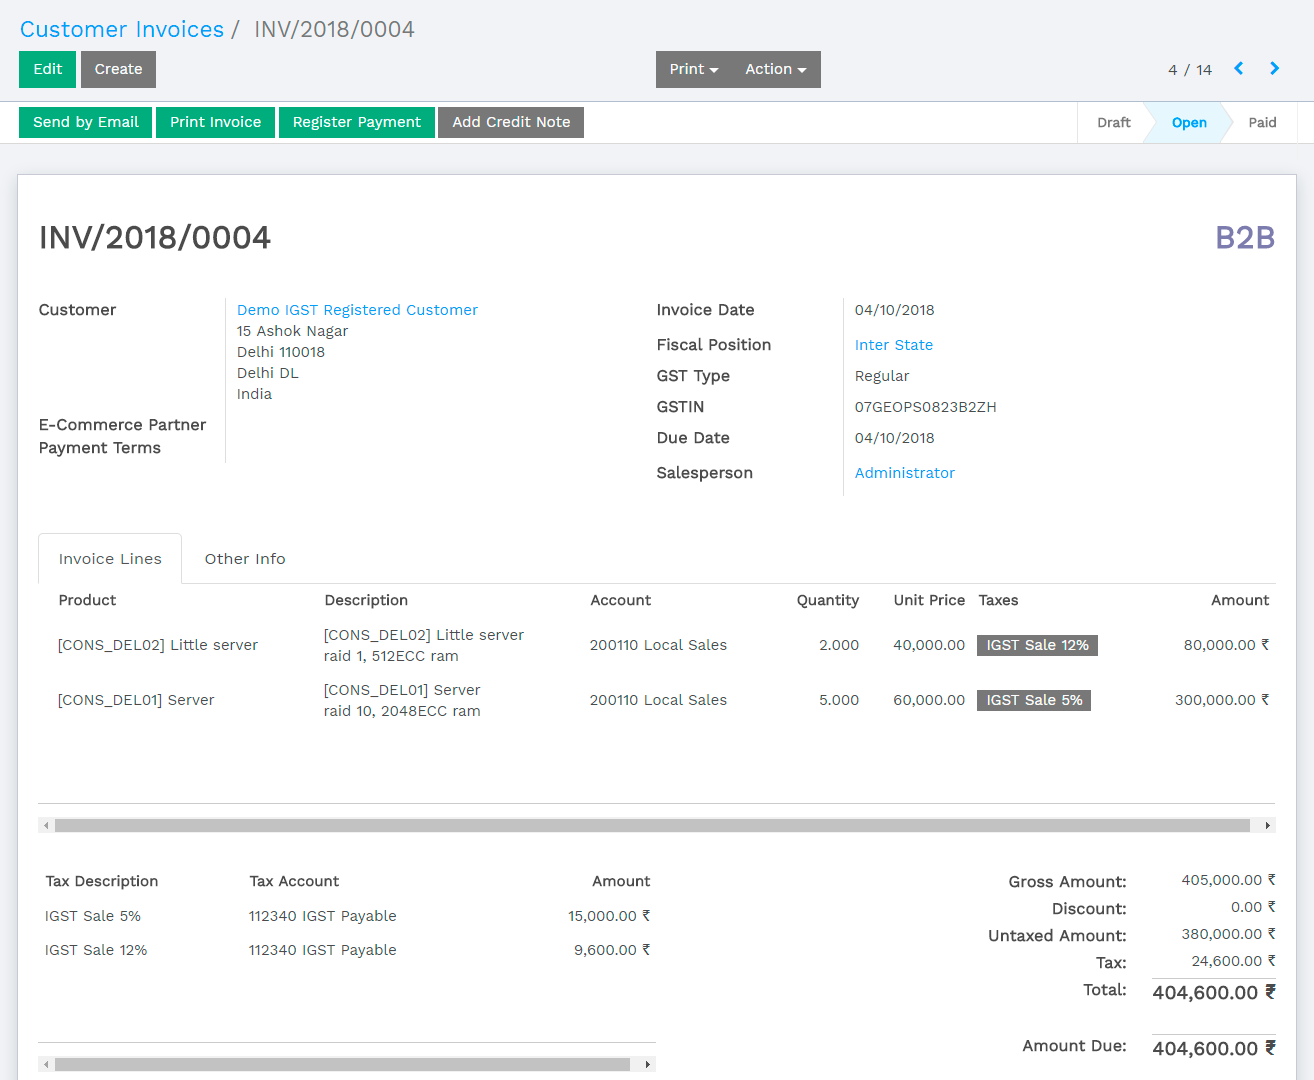 Customer Invoices / INV/2018/0004
Edit Create Print Action 4 / 14
Send by Email Print Invoice Register Payment Add Credit Note Draft Open Paid
INV/2018/0004 B2B
Customer Demo IGST Registered Customer
15 Ashok Nagar
Delhi 110018
Delhi DL
India
E-Commerce Partner
Payment Terms
Invoice Date 04/10/2018
Fiscal Position Inter State
GST Type Regular
GSTIN 07GEOPS0823B2ZH
Due Date 04/10/2018
Salesperson Administrator
Invoice Lines Other Info
Product Description Account Quantity Unit Price Taxes Amount
[CONS_DEL02] Little server [CONS_DEL02] Little server raid 1, 512ECC ram 200110 Local Sales 2.000 40,000.00 IGST Sale 12% 80,000.00 ₹
[CONS_DEL01] Server [CONS_DEL01] Server raid 10, 2048ECC ram 200110 Local Sales 5.000 60,000.00 IGST Sale 5% 300,000.00 ₹
Tax Description Tax Account Amount
IGST Sale 5% 112340 IGST Payable 15,000.00 ₹
IGST Sale 12% 112340 IGST Payable 9,600.00 ₹
Gross Amount: 405,000.00 ₹
Discount: 0.00 ₹
Untaxed Amount: 380,000.00 ₹
Tax: 24,600.00 ₹
Total: 404,600.00 ₹
Amount Due: 404,600.00 ₹